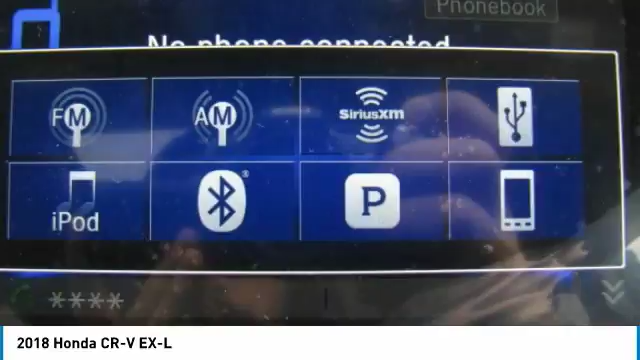 Phonebook
No phone connected
FM
AM
SiriusXM
iPod
P
****
2018 Honda CR-V EX-L